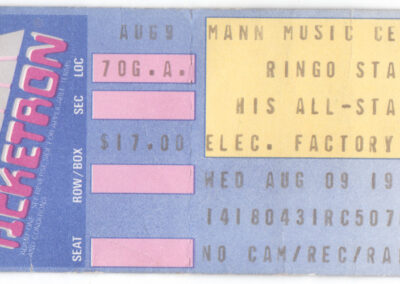 TICKETRON
LOC
SEC
ROW/BOX
SEAT
AUG9
70G.A.
$17.00
MANN MUSIC CE
RINGO STA
HIS ALL-STA
ELEC. FACTORY
WED AUG 09 19
14180431RC507
NO CAM/REC/RA